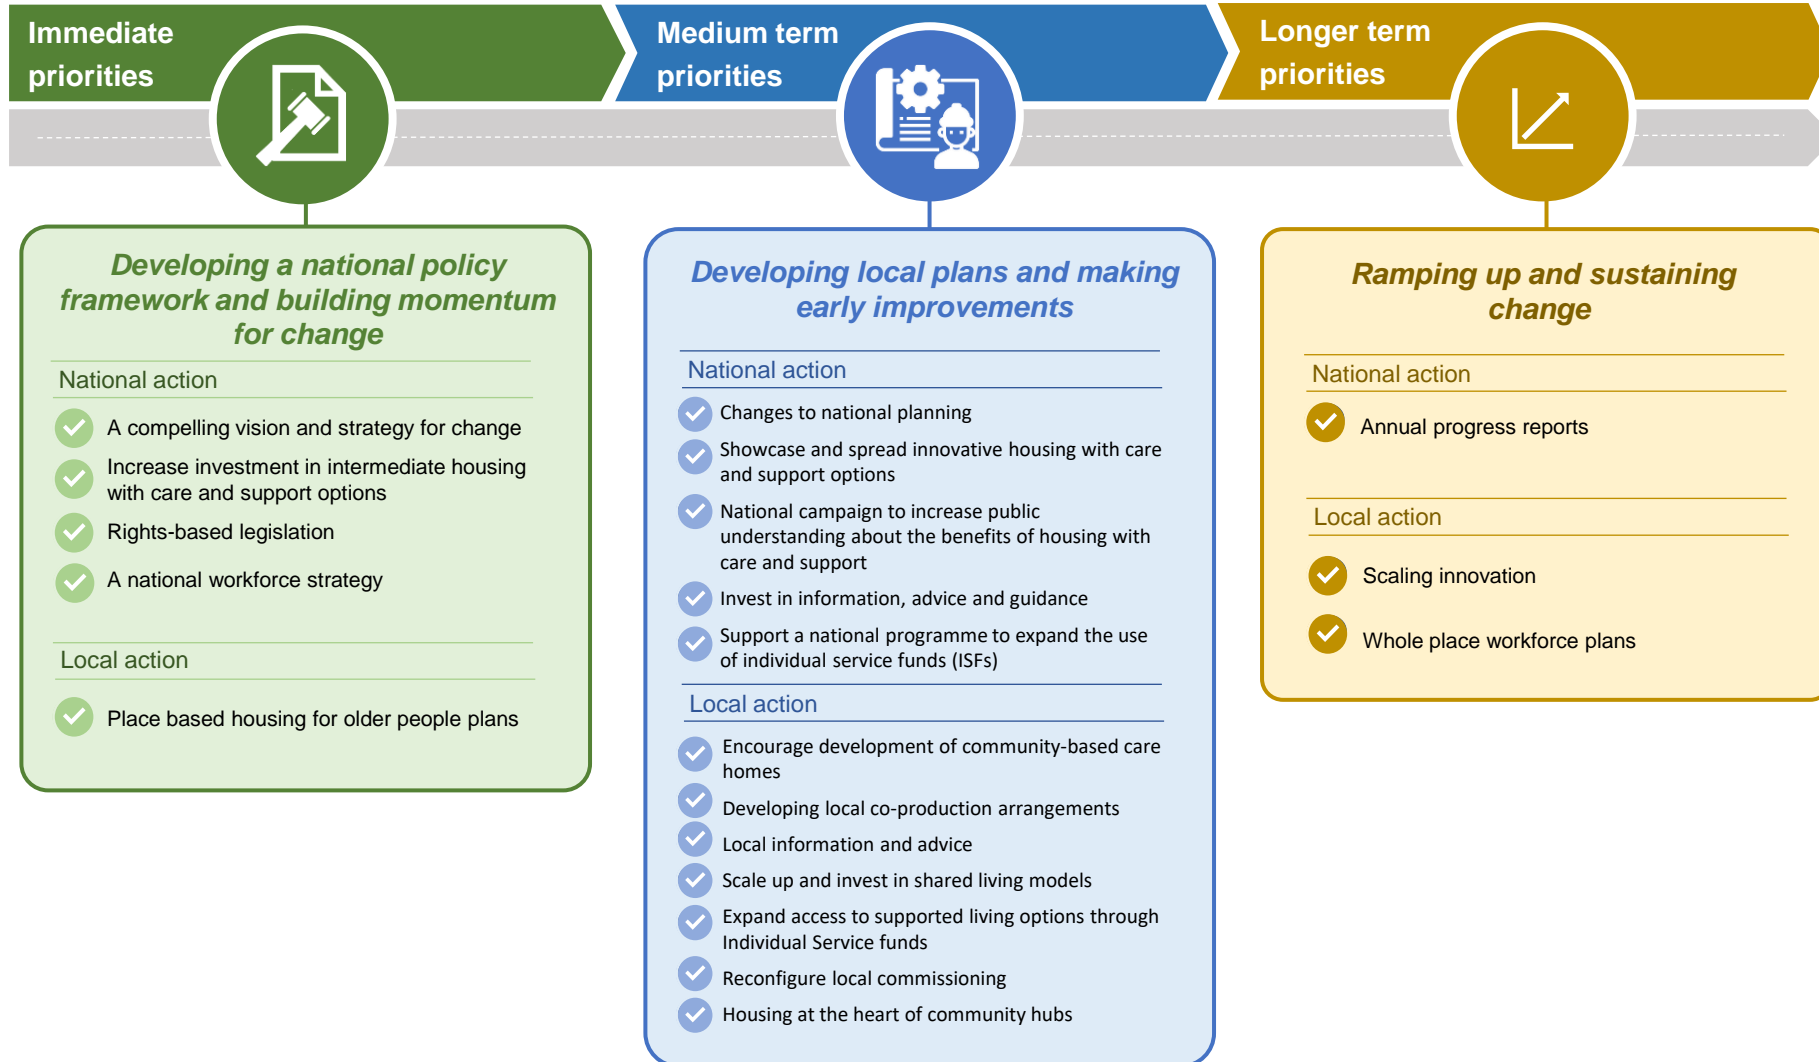 Immediate
priorities
Medium term
priorities
Longer term
priorities
Developing a national policy
framework and building momentum
for change
National action
A compelling vision and strategy for change
Increase investment in intermediate housing
with care and support options
Rights-based legislation
A national workforce strategy
Local action
Place based housing for older people plans
Developing local plans and making
early improvements
National action
Changes to national planning
Showcase and spread innovative housing with care
and support options
National campaign to increase public
understanding about the benefits of housing with
care and support
Invest in information, advice and guidance
Support a national programme to expand the use
of individual service funds (ISFs)
Local action
Encourage development of community-based care
homes
Developing local co-production arrangements
Local information and advice
Scale up and invest in shared living models
Expand access to supported living options through
Individual Service funds
Reconfigure local commissioning
Housing at the heart of community hubs
Ramping up and sustaining
change
National action
Annual progress reports
Local action
Scaling innovation
Whole place workforce plans